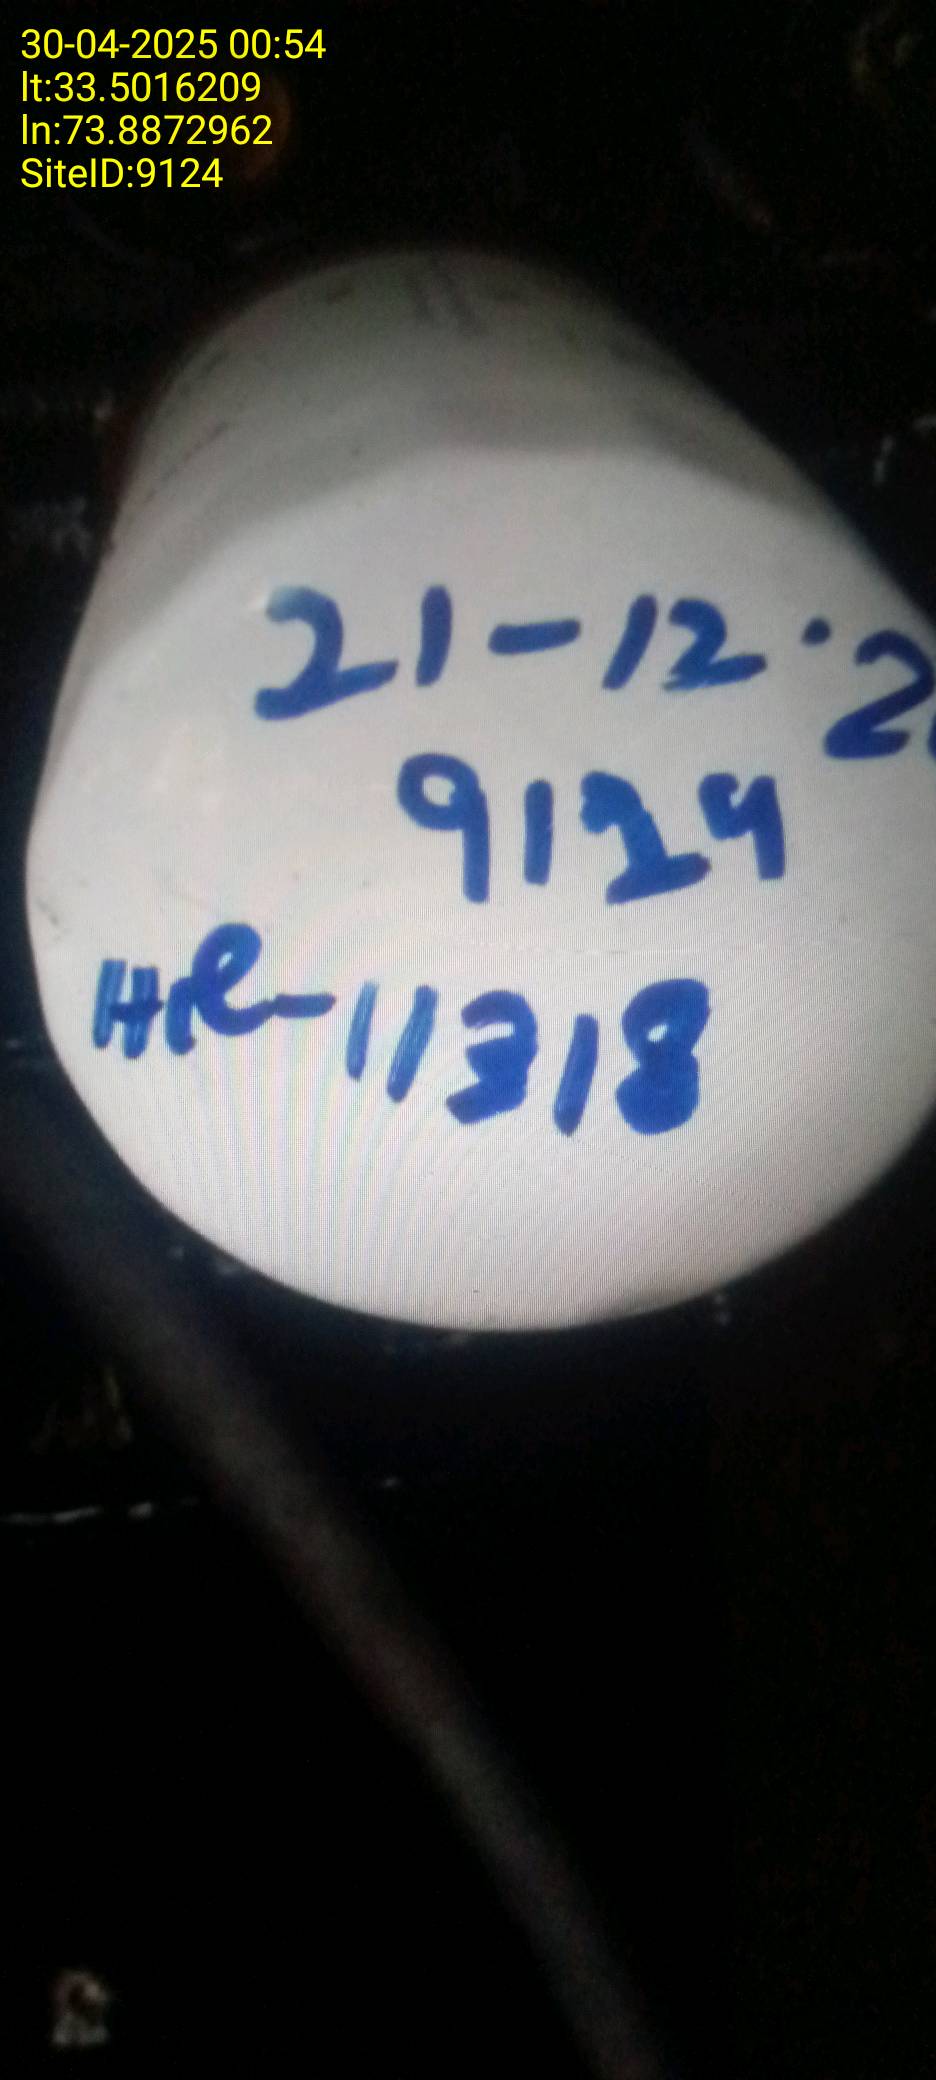 30-04-2025 00:54
lt:33.5016209
ln:73.8872962
SiteID:9124
21-12.2
9124
HR-11318